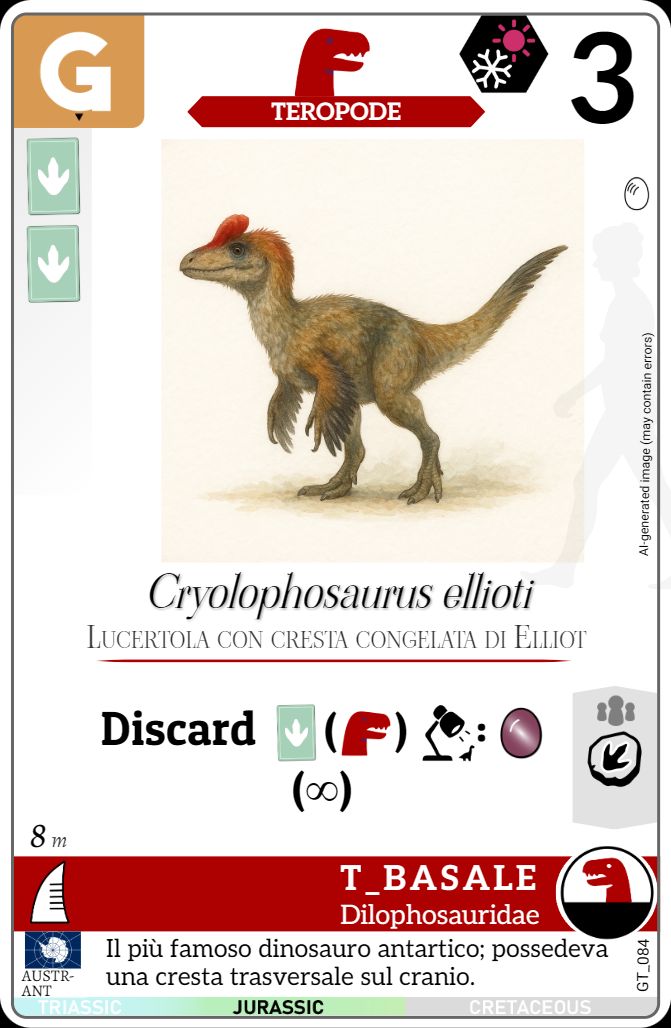 G
TEROPODE
3
AI-generated image (may contain errors)
Cryolophosaurus ellioti
Lucertola con cresta congelata di Elliot
Discard ( ) :
(∞)
8 m
T_BASALE
Dilophosauridae
AUSTR-
ANT
Il più famoso dinosauro antartico; possedeva
una cresta trasversale sul cranio.
GT_084
TRIASSIC JURASSIC CRETACEOUS